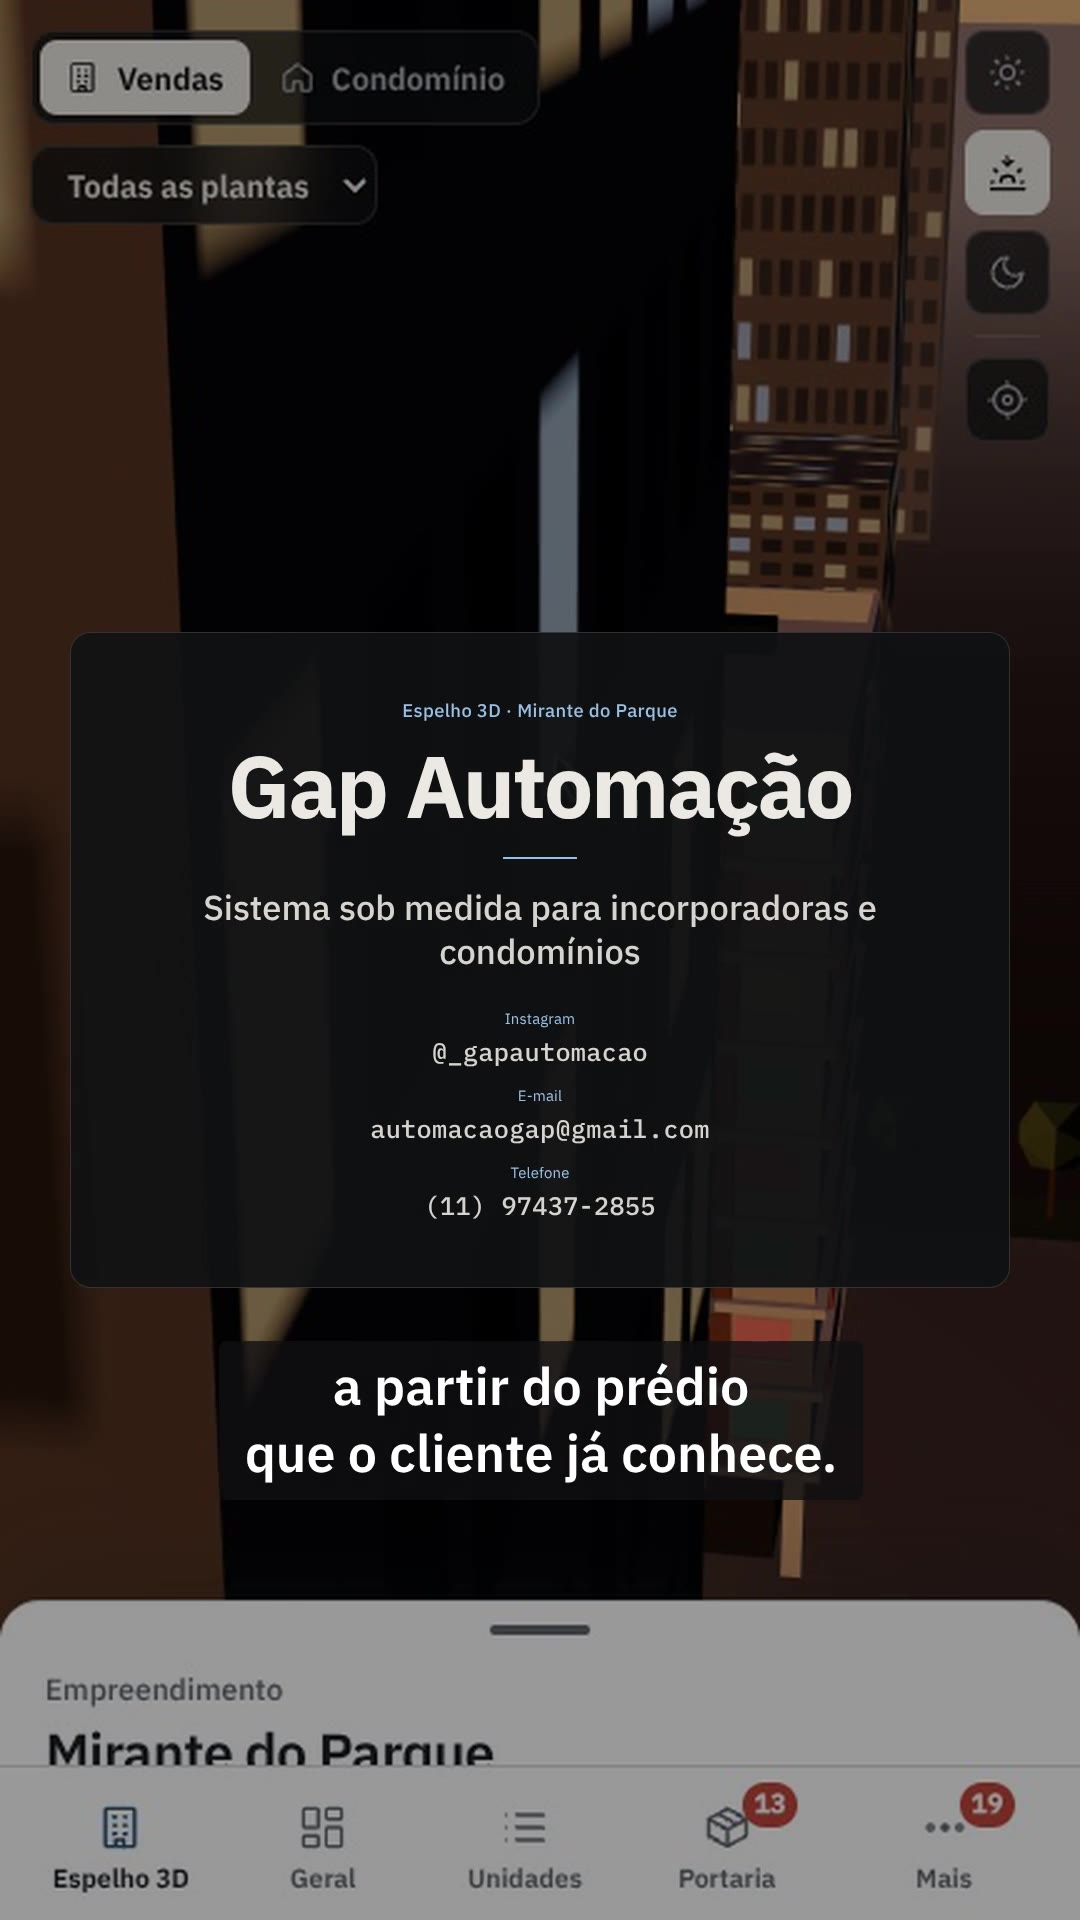 Vendas
Condomínio
Todas as plantas
Espelho 3D · Mirante do Parque
Gap Automação
Sistema sob medida para incorporadoras e
condomínios
Instagram
@_gapautomacao
E-mail
automacaogap@gmail.com
Telefone
(11) 97437-2855
a partir do prédio
que o cliente já conhece.
Empreendimento
Mirante do Parque
13
19
Espelho 3D
Geral
Unidades
Portaria
Mais